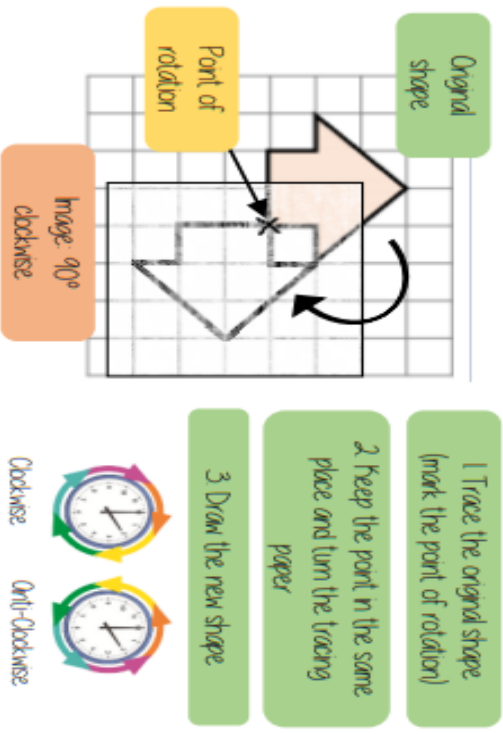 Original
shape
Point of
rotation
Image: 90°
clockwise
1 Trace the original shape
(mark the point of rotation)
2 Keep the point in the same
place and turn the tracing
paper
3 Draw the new shape
Clockwise
Anti-Clockwise